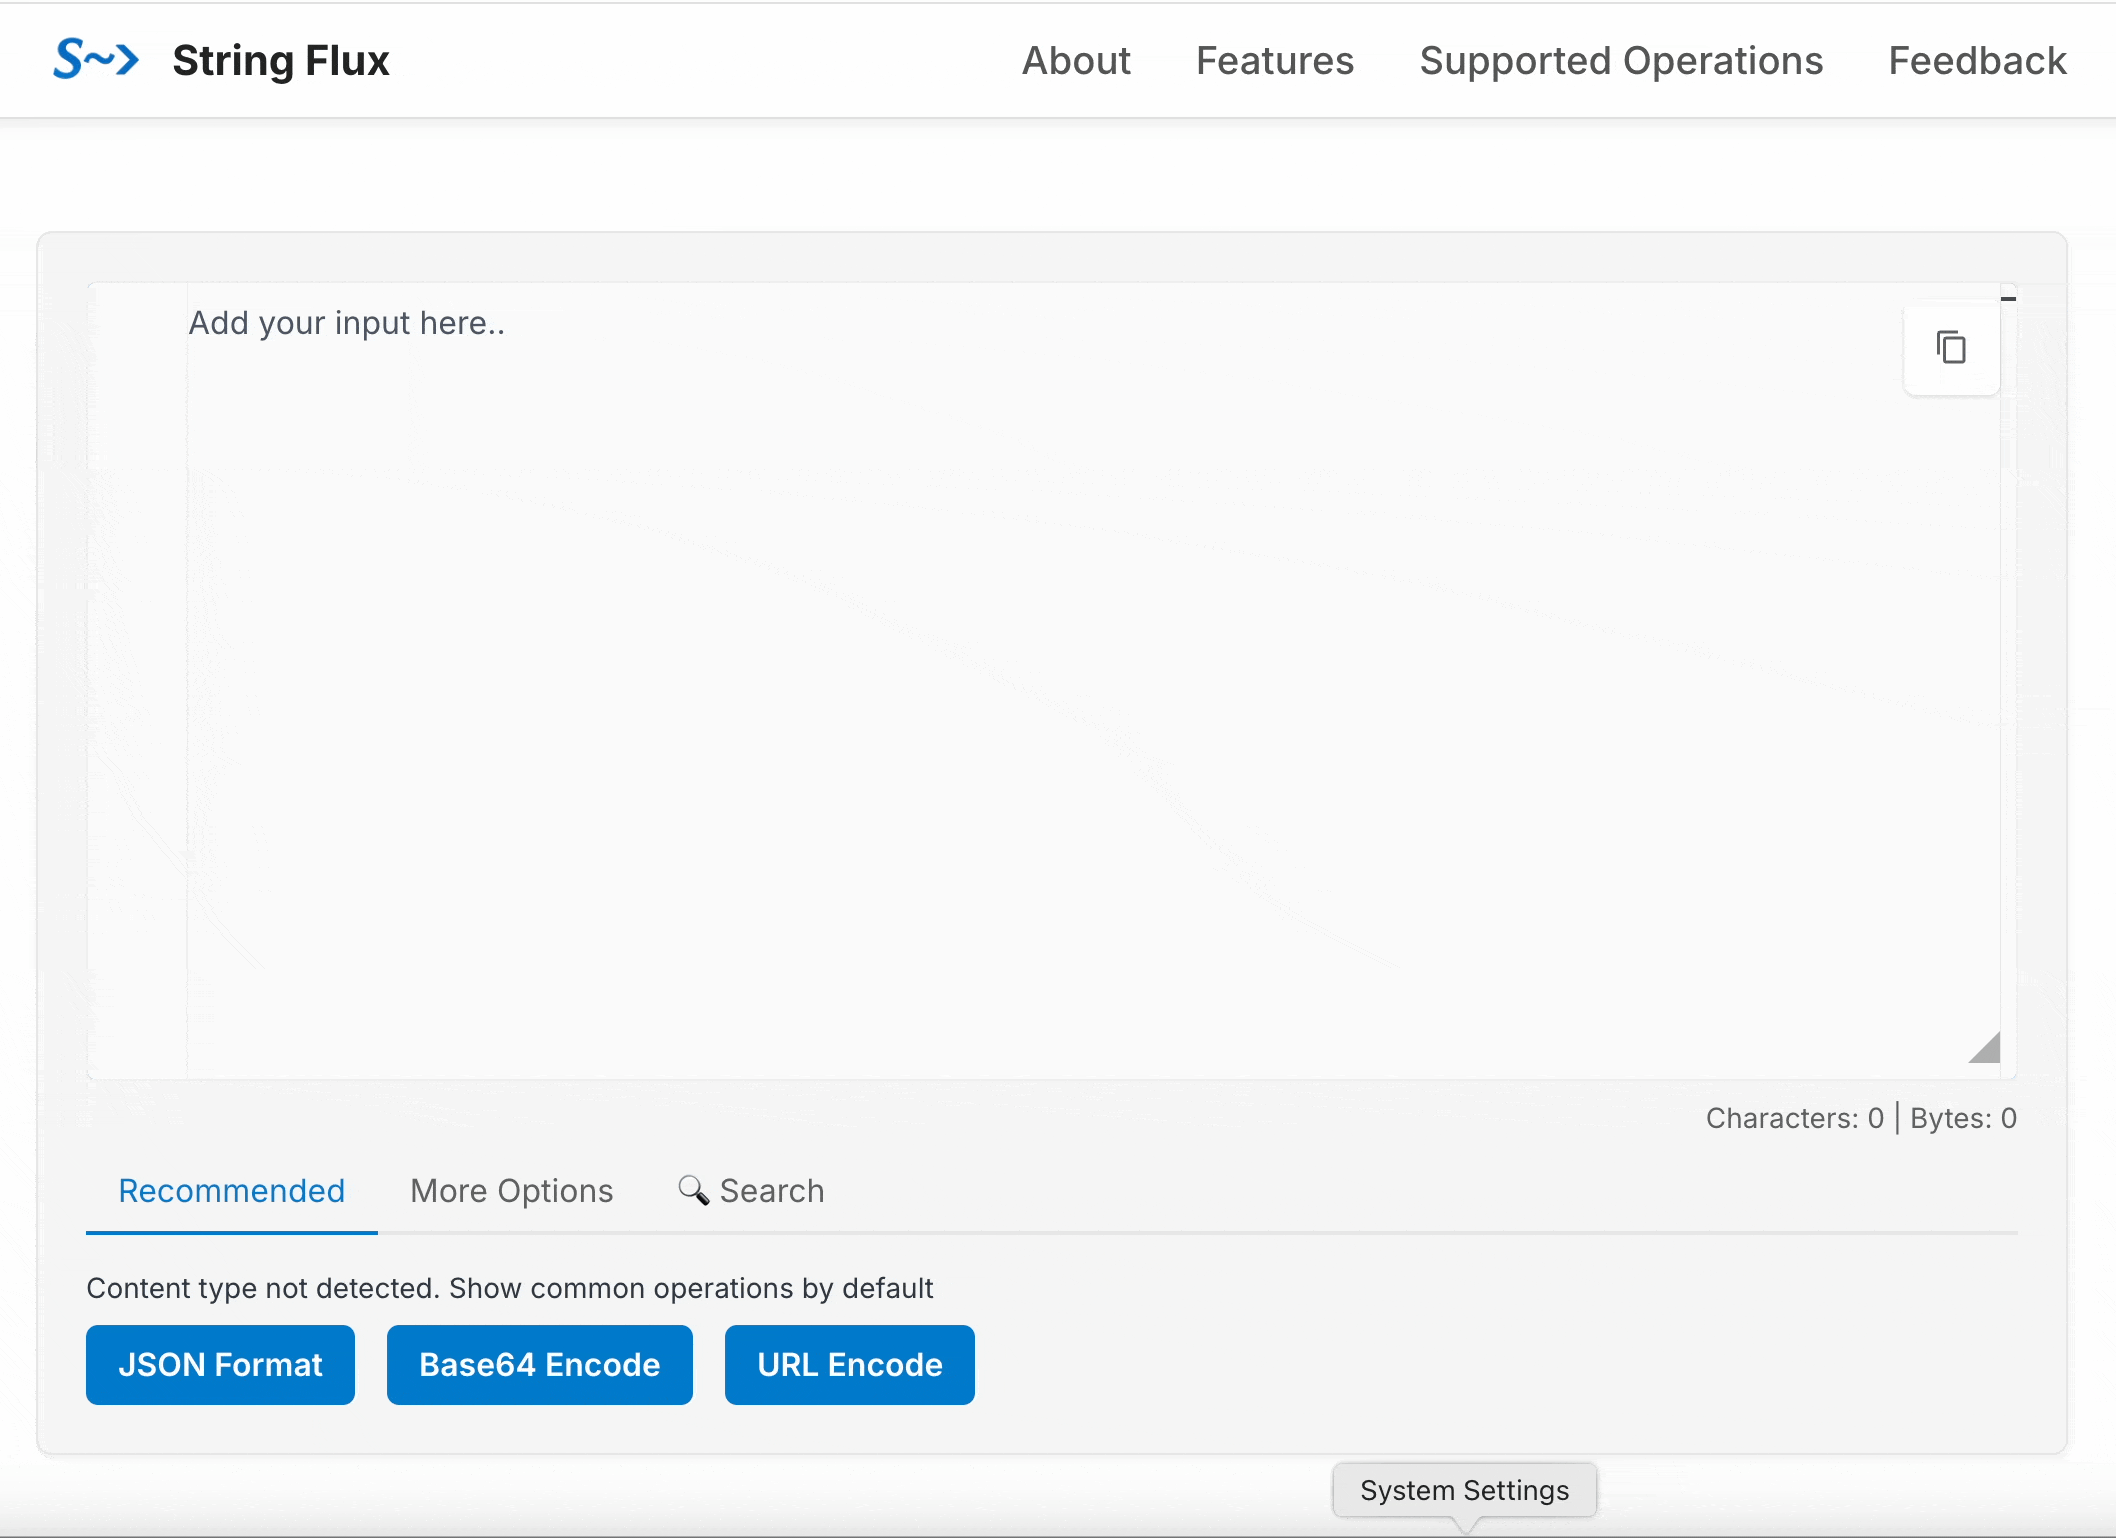 S~> String Flux About Features Supported Operations Feedback
Add your input here..
Characters: 0 | Bytes: 0
Recommended More Options 🔍 Search
Content type not detected. Show common operations by default
JSON Format Base64 Encode URL Encode
System Settings